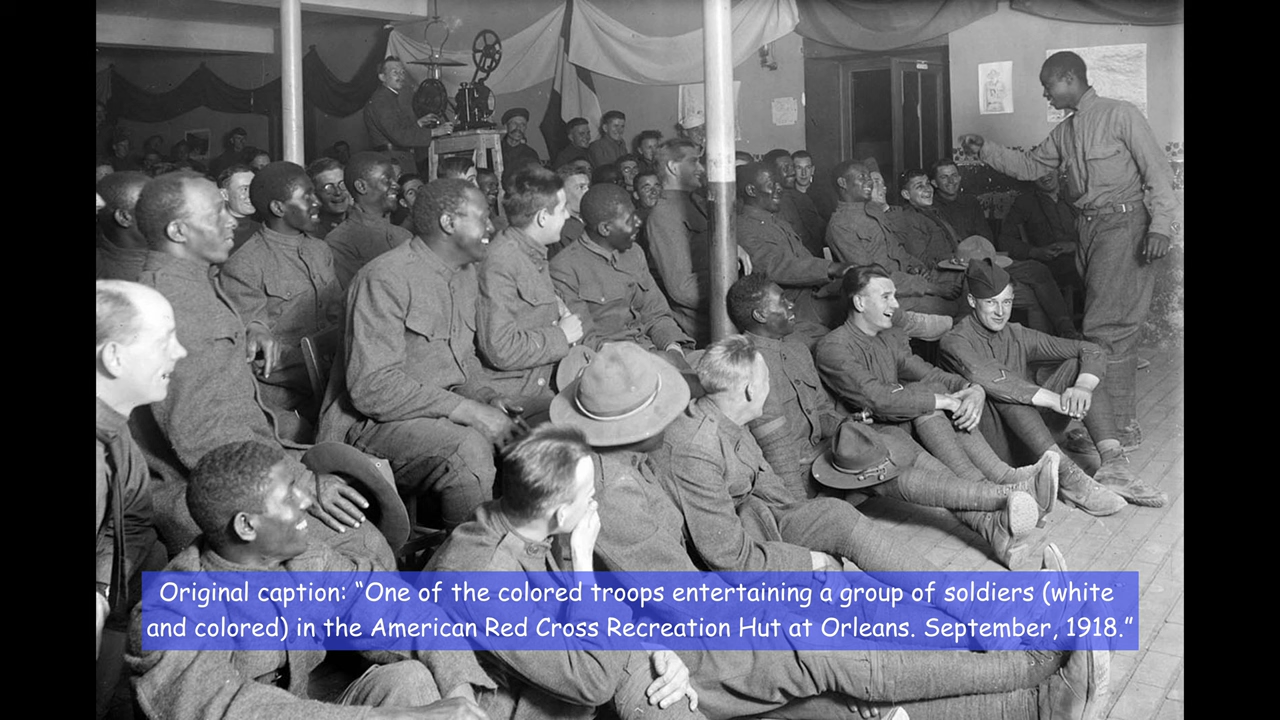 Original caption: “One of the colored troops entertaining a group of soldiers (white
and colored) in the American Red Cross Recreation Hut at Orleans. September, 1918.”